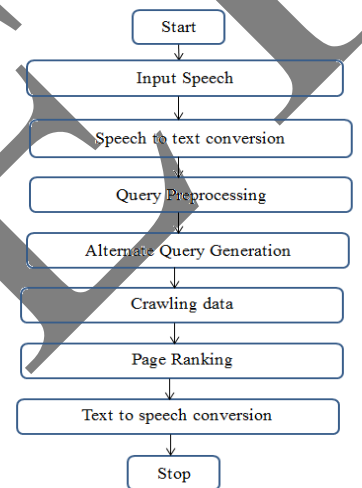 Start
Input Speech
Speech to text conversion
Query Preprocessing
Alternate Query Generation
Crawling data
Page Ranking
Text to speech conversion
Stop